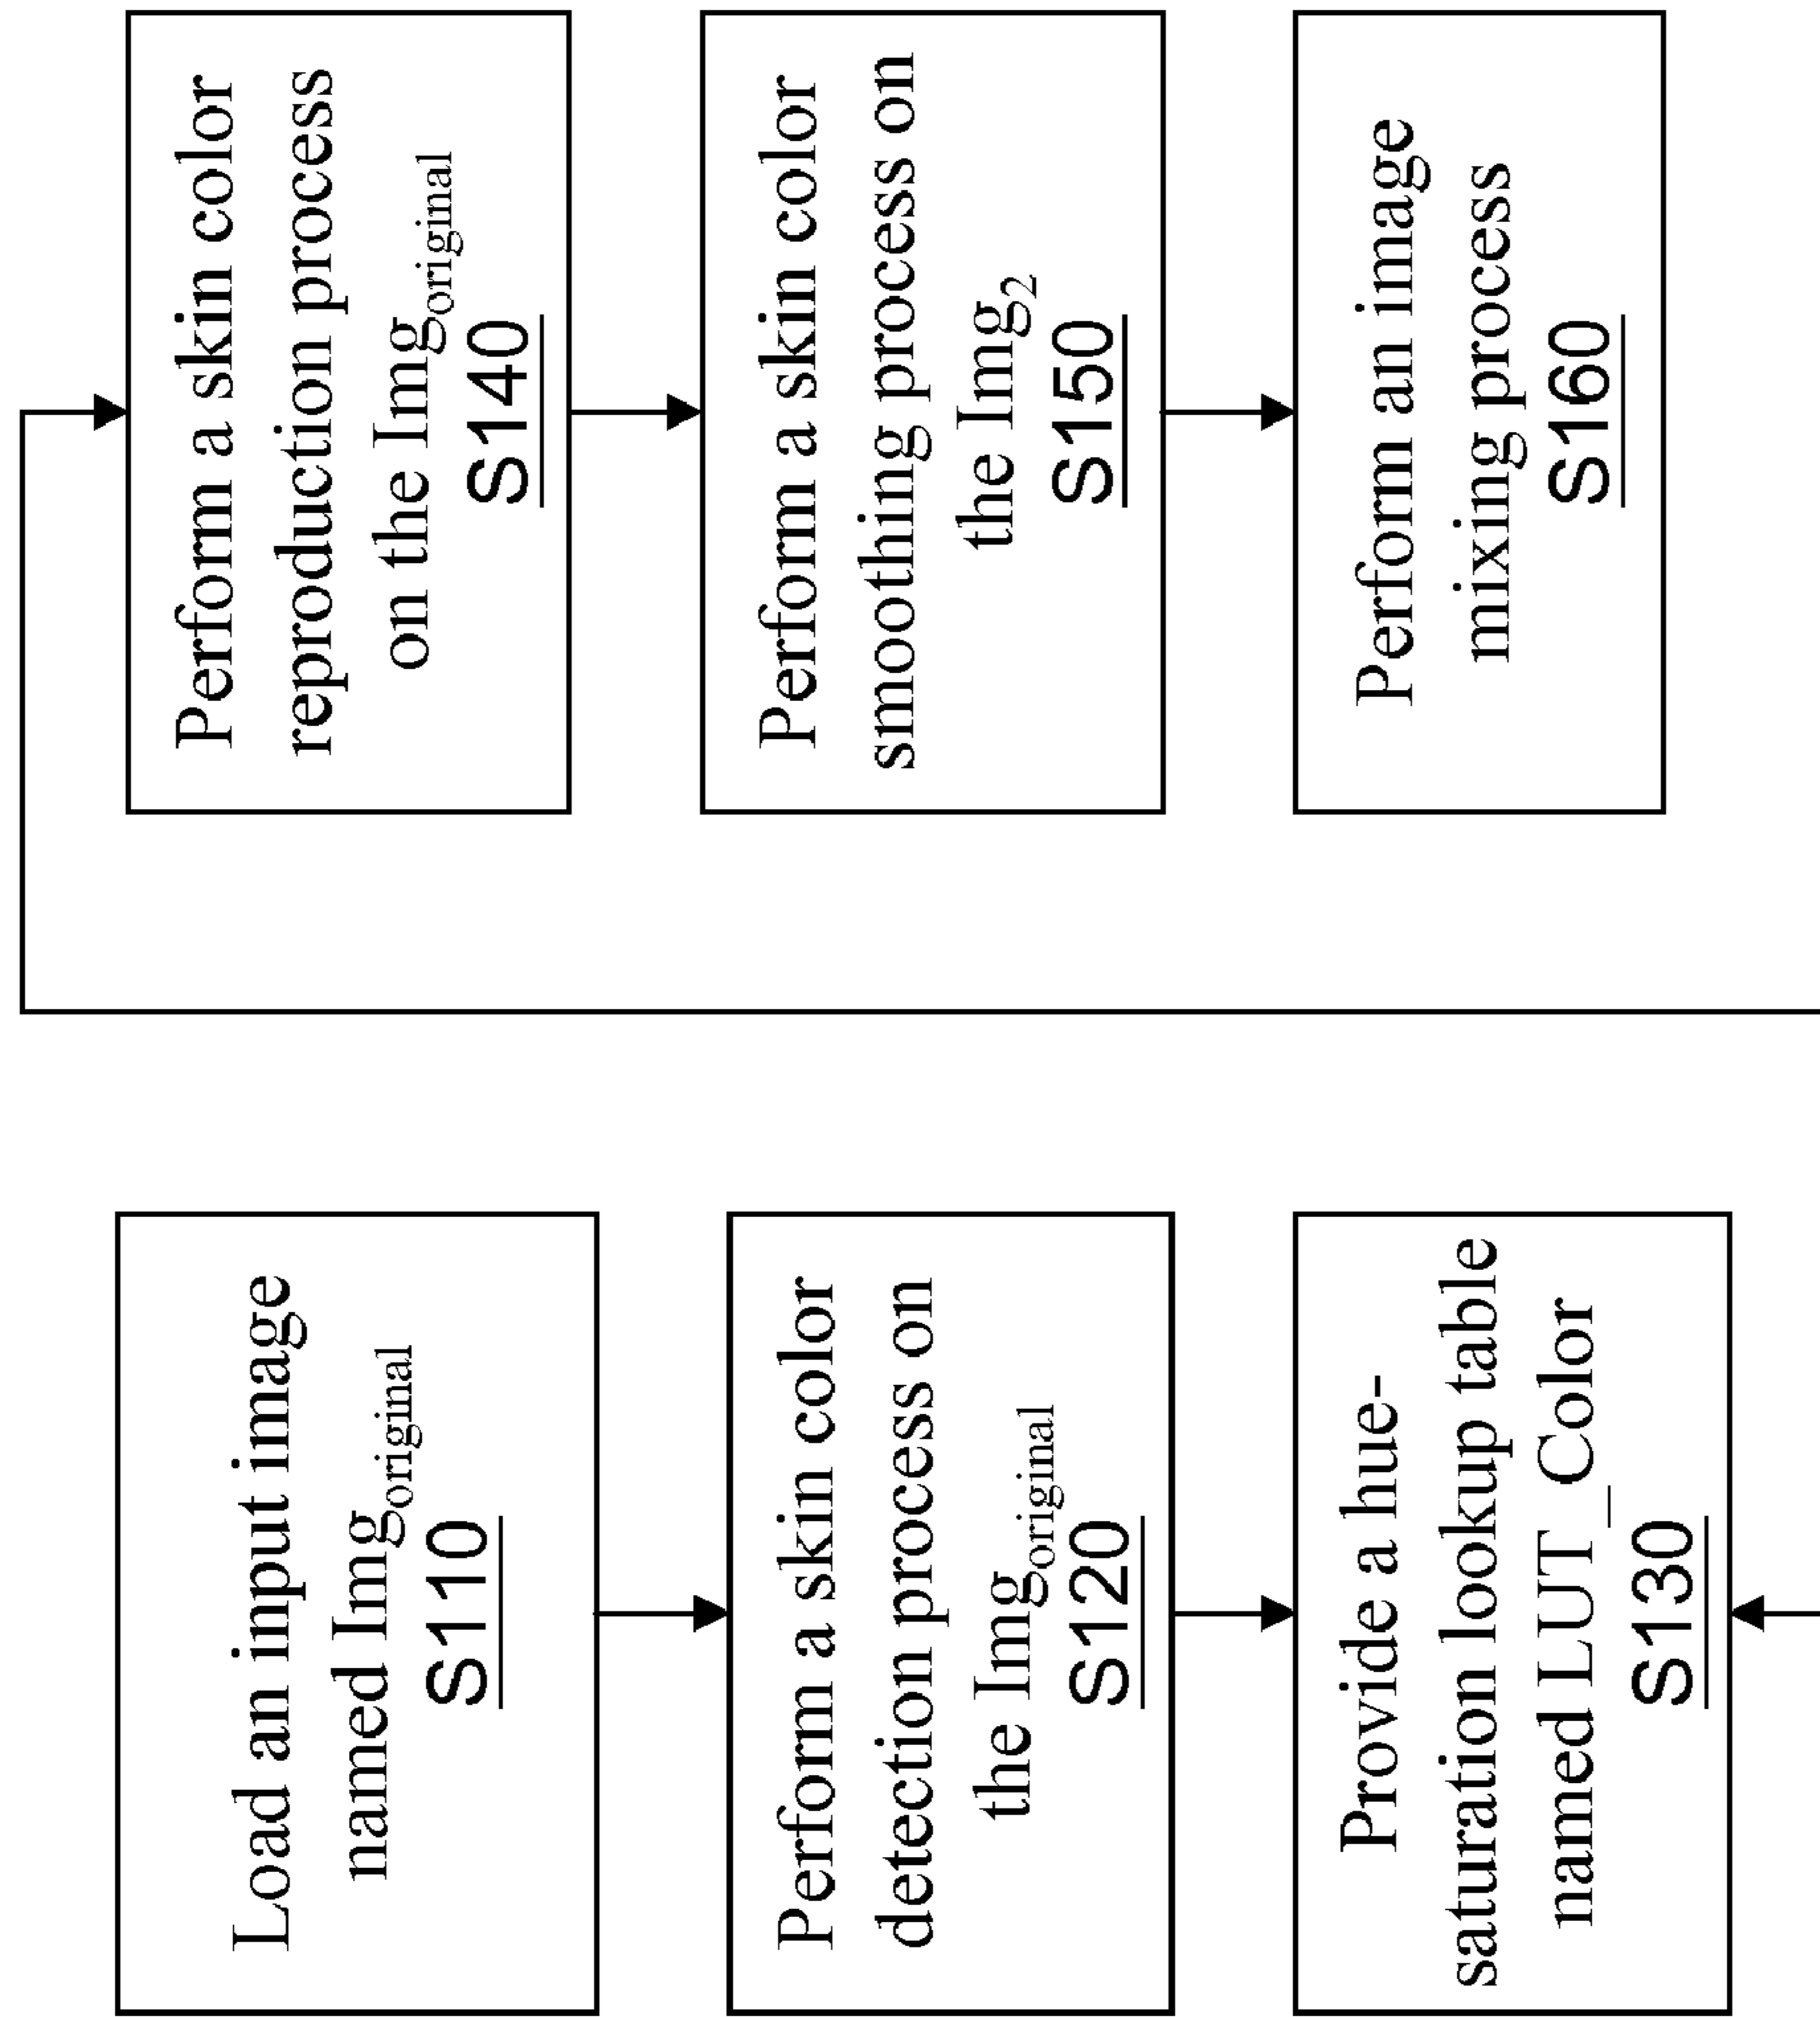 Load an input image
named Img_original
S110
Perform a skin color
detection process on
the Img_original
S120
Provide a hue-
saturation lookup table
named LUT_Color
S130
Perform a skin color
reproduction process
on the Img_original
S140
Perform a skin color
smoothing process on
the Img_2
S150
Perform an image
mixing process
S160